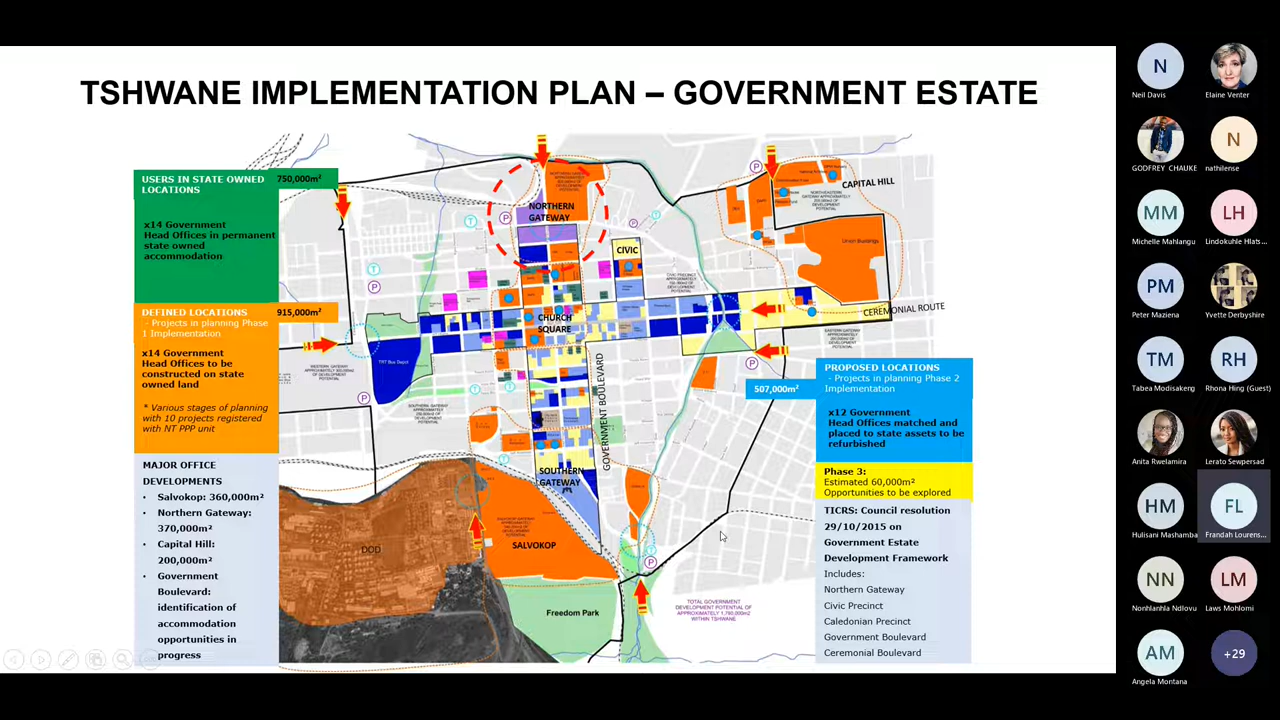 TSHWANE IMPLEMENTATION PLAN – GOVERNMENT ESTATE
USERS IN STATE OWNED
LOCATIONS
750,000m²
x14 Government
Head Offices in permanent
state owned
accommodation
DEFINED LOCATIONS
915,000m²
- Projects in planning Phase
1 Implementation
x14 Government
Head Offices to be
constructed on state
owned land
* Various stages of planning
with 10 projects registered
with NT PPP unit
MAJOR OFFICE
DEVELOPMENTS
• Salvokop: 360,000m²
• Northern Gateway:
370,000m²
• Capital Hill:
200,000m²
• Government
Boulevard:
identification of
accommodation
opportunities in
progress
NORTHERN
GATEWAY
CAPITAL HILL
CIVIC
Union Buildings
CHURCH
SQUARE
CEREMONIAL ROUTE
TRT Bus Depot
GOVERNMENT BOULEVARD
SOUTHERN
GATEWAY
DOD
SALVOKOP
Freedom Park
TOTAL GOVERNMENT
DEVELOPMENT POTENTIAL OF
APPROXIMATELY 1,790,000m2
WITHIN TSHWANE
507,000m²
PROPOSED LOCATIONS
- Projects in planning Phase 2
Implementation
x12 Government
Head Offices matched and
placed to state assets to be
refurbished
Phase 3:
Estimated 60,000m²
Opportunities to be explored
TICRS: Council resolution
29/10/2015 on
Government Estate
Development Framework
Includes:
Northern Gateway
Civic Precinct
Caledonian Precinct
Government Boulevard
Ceremonial Boulevard
N
Neil Davis
Elaine Venter
GODFREY CHAUKE
N
nathilense
MM
Michelle Mahlangu
LH
Lindokuhle Hlats...
PM
Peter Maziena
Yvette Derbyshire
TM
Tabea Modisakeng
RH
Rhona Hing (Guest)
Anita Rwelamira
Lerato Sewpersad
HM
Hulisani Mashamba
FL
Frandah Lourens...
NN
Nonhlanhla Ndlovu
LM
Laws Mohlomi
AM
Angela Montana
+29